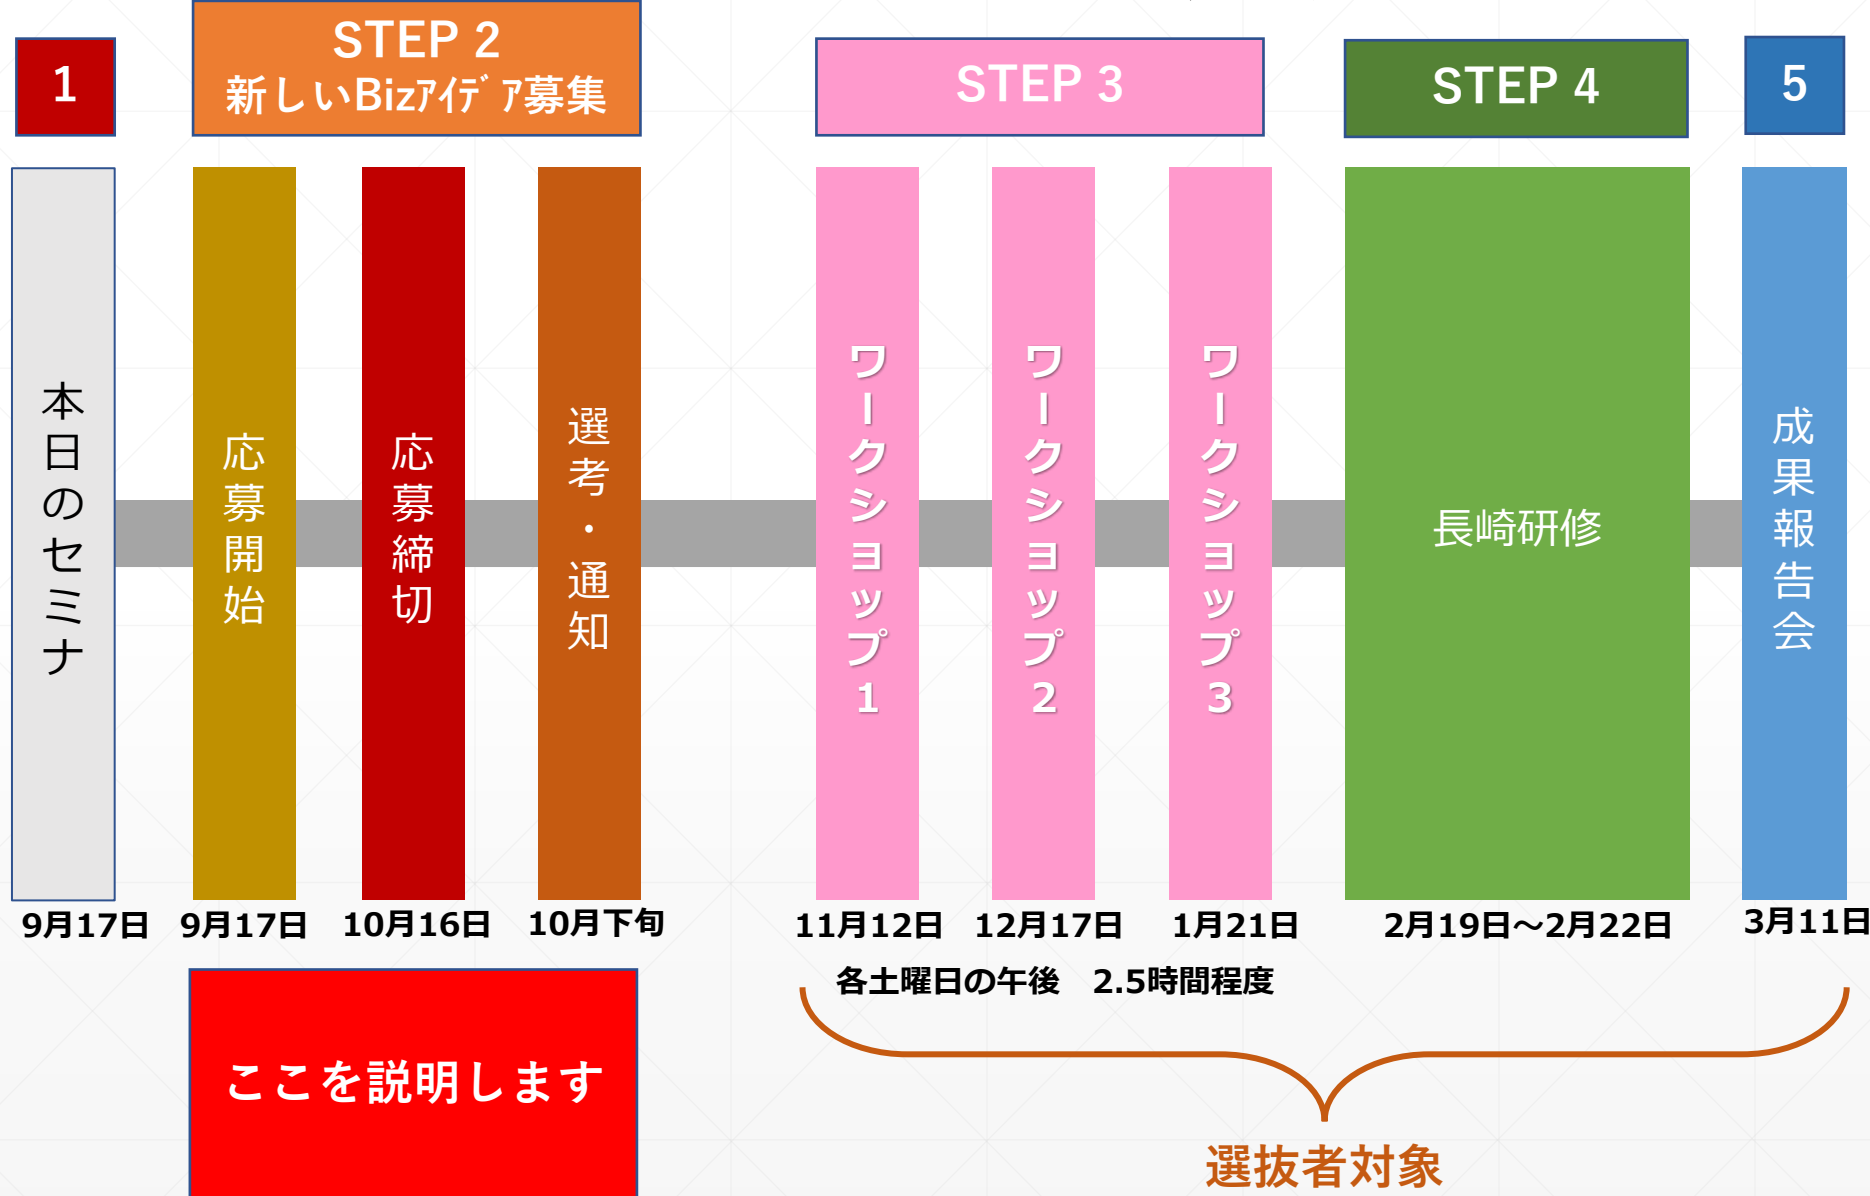 1
STEP 2
新しいBizｱｲﾃﾞｱ募集
STEP 3
STEP 4
5
本日のセミナ
応募開始
応募締切
選考・通知
ワークショップ1
ワークショップ2
ワークショップ3
長崎研修
成果報告会
9月17日
9月17日
10月16日
10月下旬
11月12日
12月17日
1月21日
2月19日～2月22日
3月11日
各土曜日の午後　2.5時間程度
ここを説明します
選抜者対象